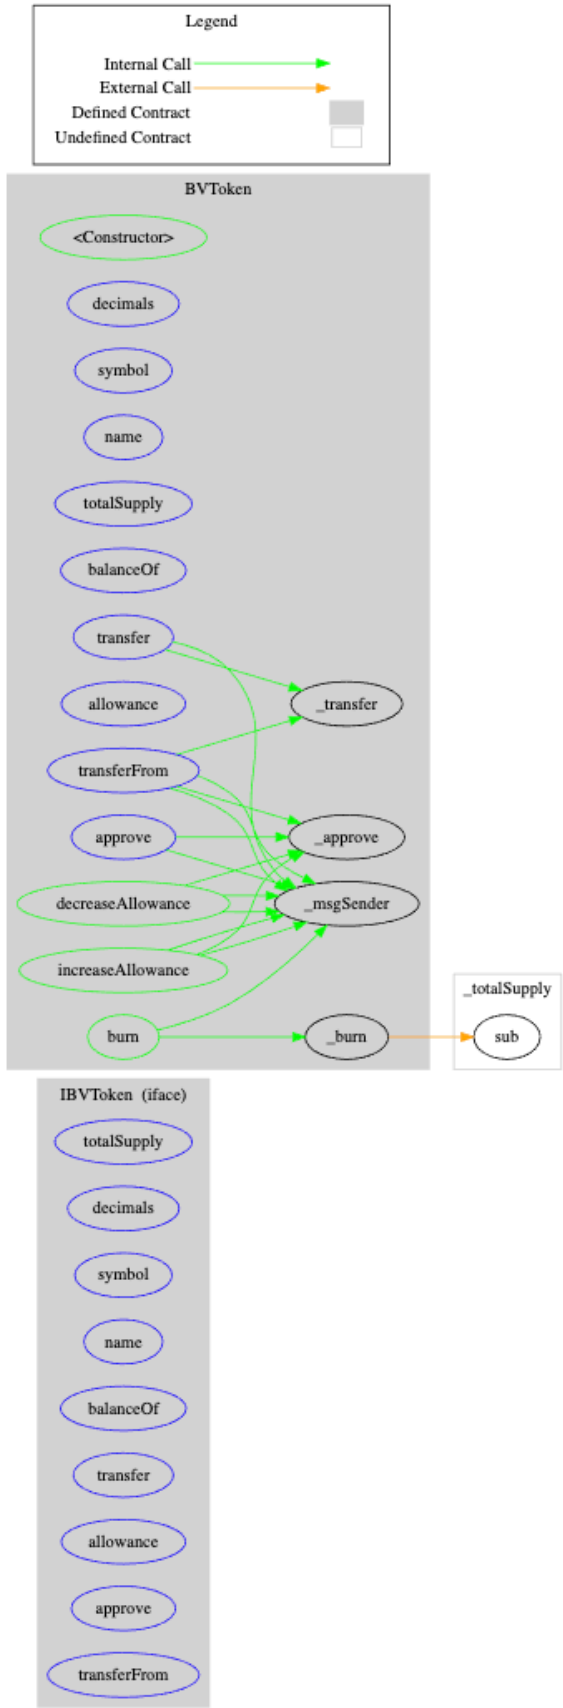 Legend
Internal Call
External Call
Defined Contract
Undefined Contract
BVToken
<Constructor>
decimals
symbol
name
totalSupply
balanceOf
transfer
allowance
_transfer
transferFrom
approve
_approve
decreaseAllowance
_msgSender
increaseAllowance
_totalSupply
burn
_burn
sub
IBVToken (iface)
totalSupply
decimals
symbol
name
balanceOf
transfer
allowance
approve
transferFrom